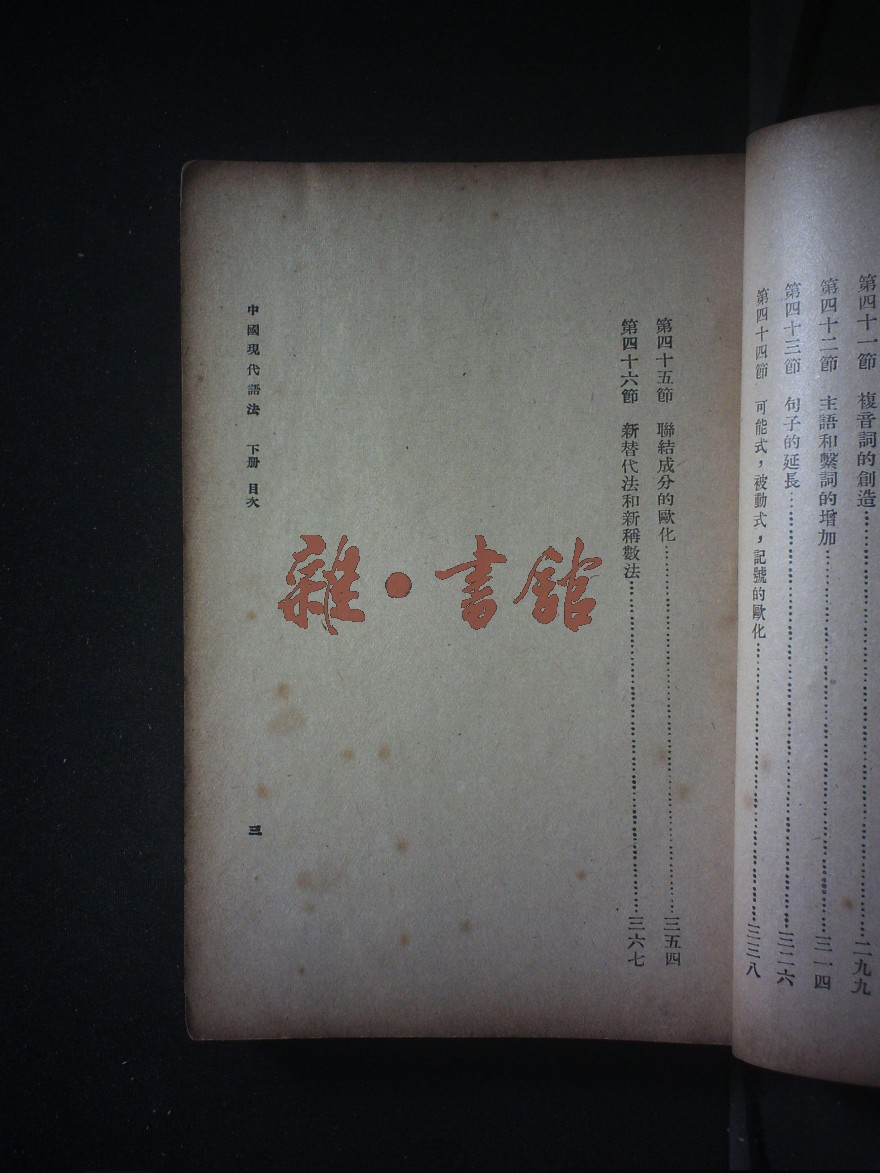 第四十一節　複音詞的創造……………二九九
第四十二節　主語和繫詞的增加……………三一四
第四十三節　句子的延長……………三二六
第四十四節　可能式，被動式，記號的歐化……………三三八
第四十五節　聯結成分的歐化……………三五四
第四十六節　新替代法和新稱數法……………三六七
中國現代語法　下册　目次　三
雜·書館